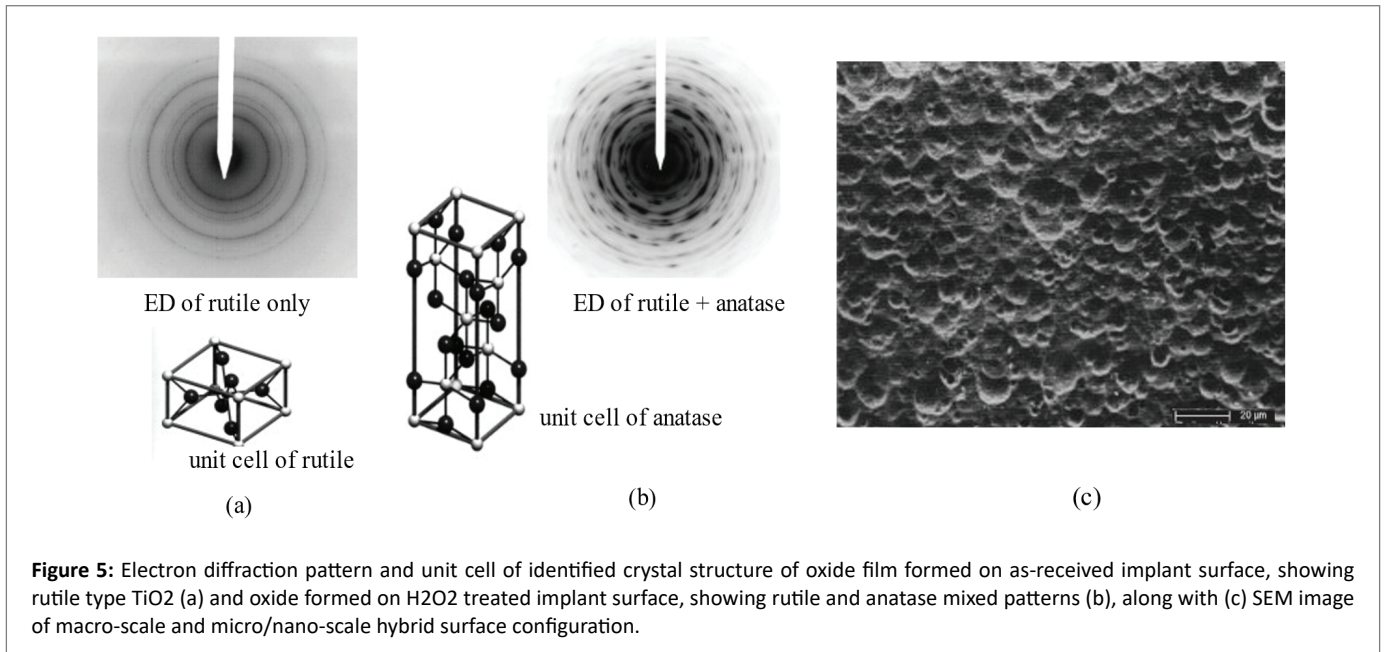 ED of rutile only
unit cell of rutile
(a)
ED of rutile + anatase
unit cell of anatase
(b)
20 µm
(c)
Figure 5: Electron diffraction pattern and unit cell of identified crystal structure of oxide film formed on as-received implant surface, showing
rutile type TiO2 (a) and oxide formed on H2O2 treated implant surface, showing rutile and anatase mixed patterns (b), along with (c) SEM image
of macro-scale and micro/nano-scale hybrid surface configuration.